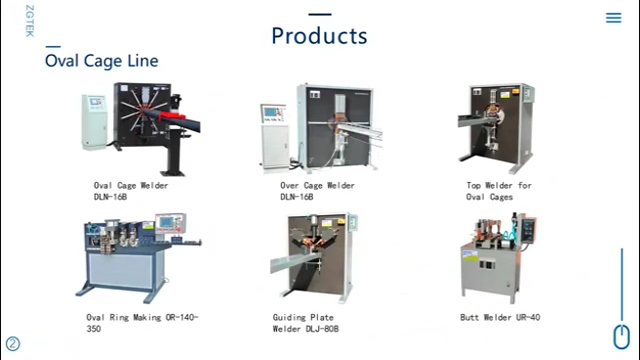 ZGTEK
Products
Oval Cage Line
Oval Cage Welder
DLN-16B
Over Cage Welder
DLN-16B
Top Welder for
Oval Cages
Oval Ring Making OR-140-
350
Guiding Plate
Welder DLJ-80B
Butt Welder UR-40
2